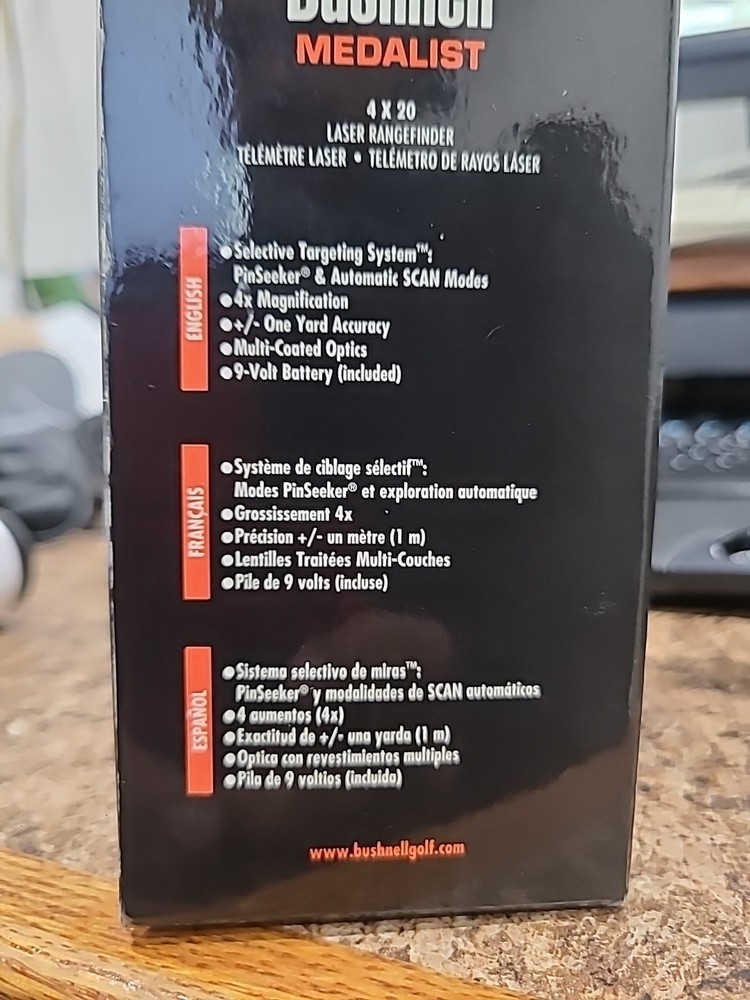 Bushnell
MEDALIST
4 X 20
LASER RANGEFINDER
TÉLÉMÈTRE LASER • TELÉMETRO DE RAYOS LÁSER
ENGLISH
●Selective Targeting System™:
PinSeeker® & Automatic SCAN Modes
●4x Magnification
●+/- One Yard Accuracy
●Multi-Coated Optics
●9-Volt Battery (included)
FRANÇAIS
●Système de ciblage sélectif™:
Modes PinSeeker® et exploration automatique
●Grossissement 4x
●Précision +/- un mètre (1 m)
●Lentilles Traitées Multi-Couches
●Pile de 9 volts (incluse)
ESPAÑOL
●Sistema selectivo de miras™:
PinSeeker® y modalidades de SCAN automáticos
●4 aumentos (4x)
●Exactitud de +/- una yarda (1 m)
●Optica con revestimientos multiples
●Pila de 9 voltios (incluida)
www.bushnellgolf.com